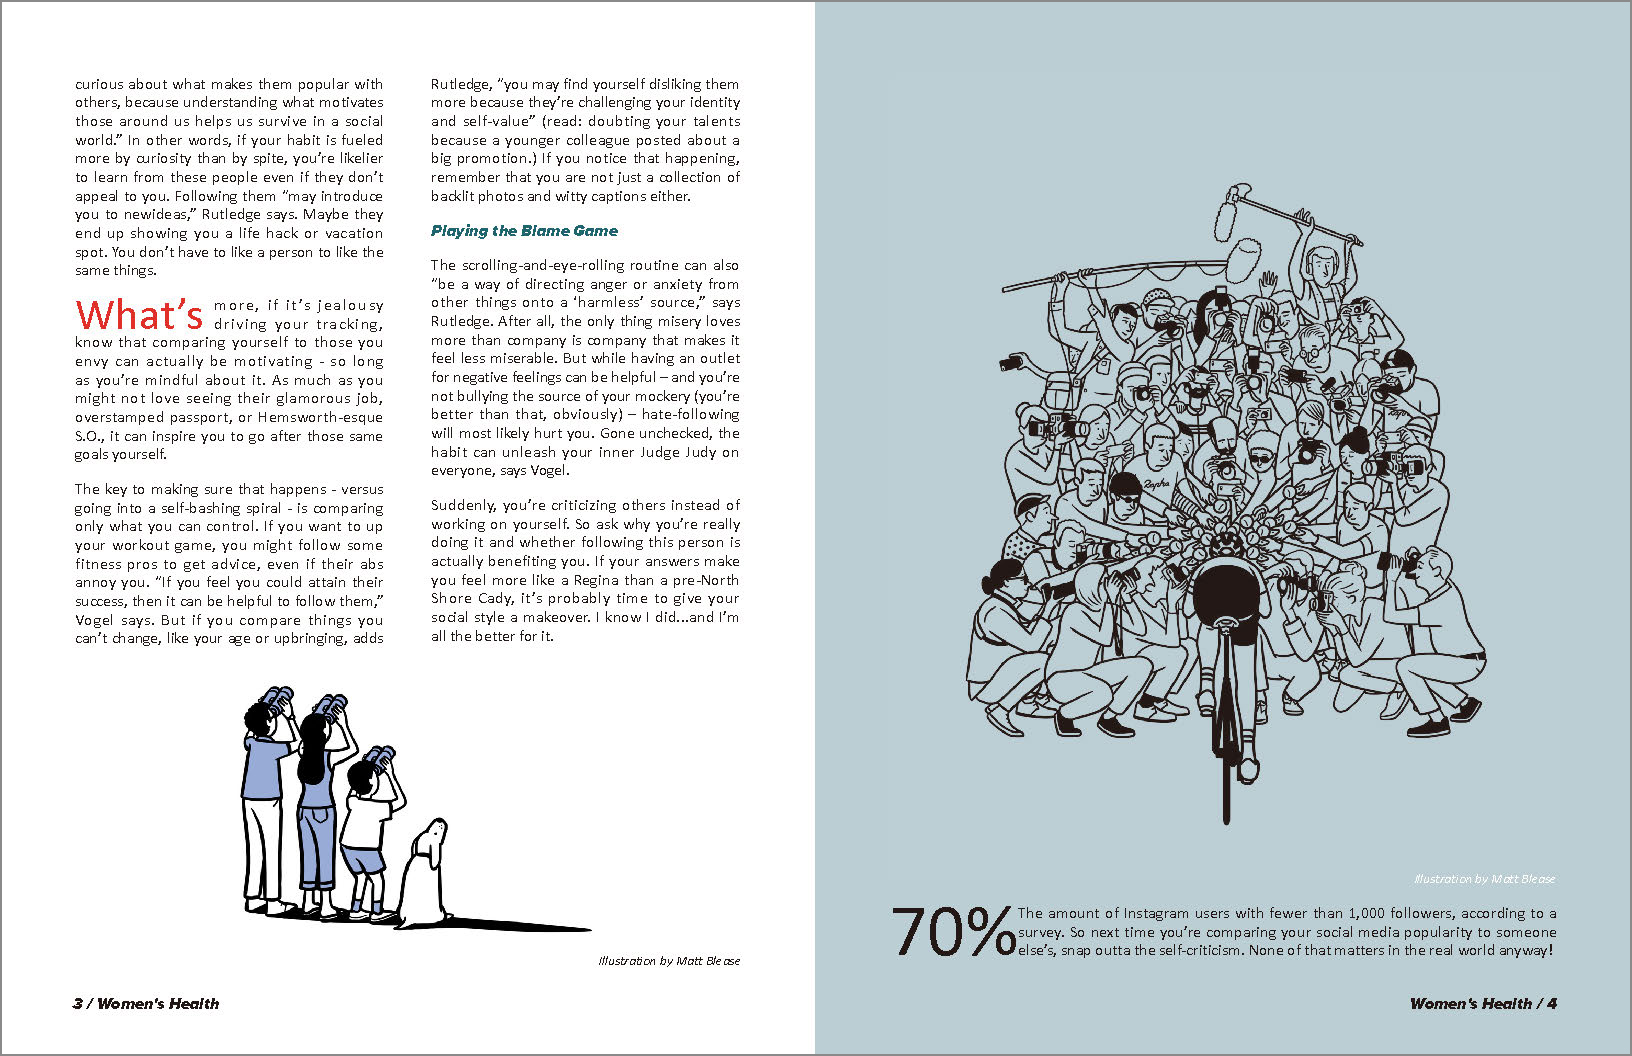 curious about what makes them popular with
others, because understanding what motivates
those around us helps us survive in a social
world.” In other words, if your habit is fueled
more by curiosity than by spite, you’re likelier
to learn from these people even if they don’t
appeal to you. Following them “may introduce
you to newideas,” Rutledge says. Maybe they
end up showing you a life hack or vacation
spot. You don’t have to like a person to like the
same things.
What’s more, if it’s jealousy
driving your tracking,
know that comparing yourself to those you
envy can actually be motivating - so long
as you’re mindful about it. As much as you
might not love seeing their glamorous job,
overstamped passport, or Hemsworth-esque
S.O., it can inspire you to go after those same
goals yourself.
The key to making sure that happens - versus
going into a self-bashing spiral - is comparing
only what you can control. If you want to up
your workout game, you might follow some
fitness pros to get advice, even if their abs
annoy you. “If you feel you could attain their
success, then it can be helpful to follow them,”
Vogel says. But if you compare things you
can’t change, like your age or upbringing, adds
Rutledge, “you may find yourself disliking them
more because they’re challenging your identity
and self-value” (read: doubting your talents
because a younger colleague posted about a
big promotion.) If you notice that happening,
remember that you are not just a collection of
backlit photos and witty captions either.
Playing the Blame Game
The scrolling-and-eye-rolling routine can also
“be a way of directing anger or anxiety from
other things onto a ‘harmless’ source,” says
Rutledge. After all, the only thing misery loves
more than company is company that makes it
feel less miserable. But while having an outlet
for negative feelings can be helpful – and you’re
not bullying the source of your mockery (you’re
better than that, obviously) – hate-following
will most likely hurt you. Gone unchecked, the
habit can unleash your inner Judge Judy on
everyone, says Vogel.
Suddenly, you’re criticizing others instead of
working on yourself. So ask why you’re really
doing it and whether following this person is
actually benefiting you. If your answers make
you feel more like a Regina than a pre-North
Shore Cady, it’s probably time to give your
social style a makeover. I know I did...and I’m
all the better for it.
Illustration by Matt Blease
3 / Women's Health
Rapha
Illustration by Matt Blease
70% The amount of Instagram users with fewer than 1,000 followers, according to a
survey. So next time you’re comparing your social media popularity to someone
else’s, snap outta the self-criticism. None of that matters in the real world anyway!
Women's Health / 4